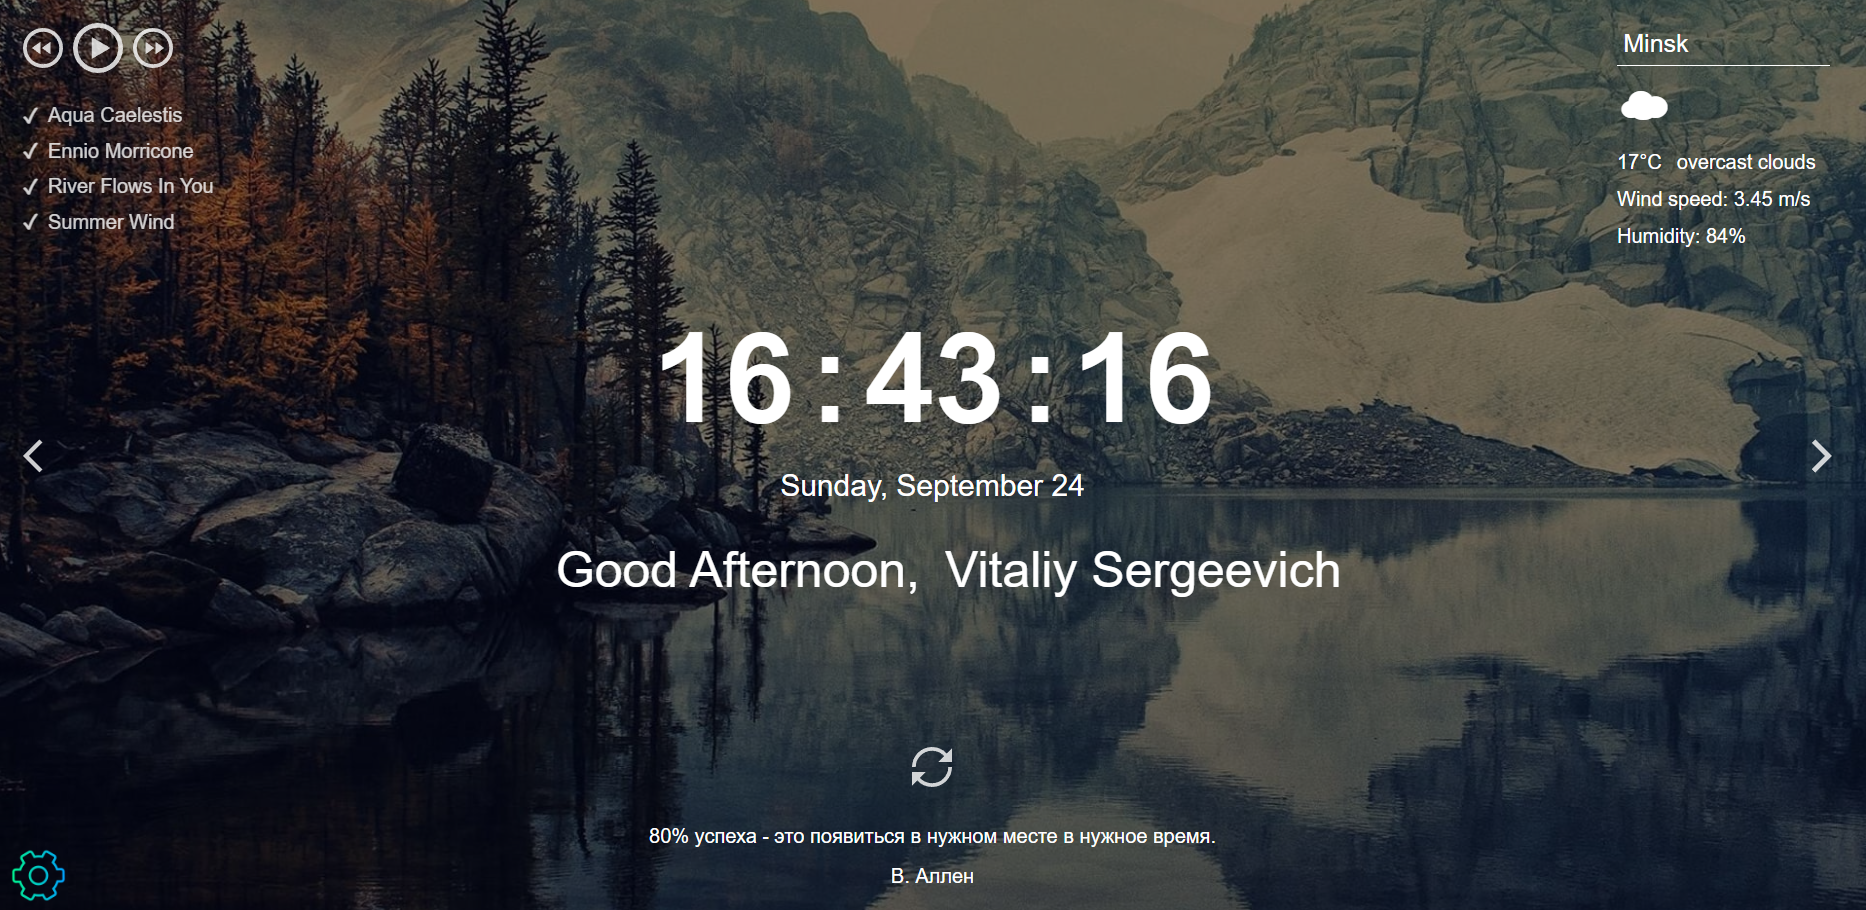 Aqua Caelestis
Ennio Morricone
River Flows In You
Summer Wind
Minsk
17°C overcast clouds
Wind speed: 3.45 m/s
Humidity: 84%
16:43:16
Sunday, September 24
Good Afternoon, Vitaliy Sergeevich
80% успеха - это появиться в нужном месте в нужное время.
В. Аллен